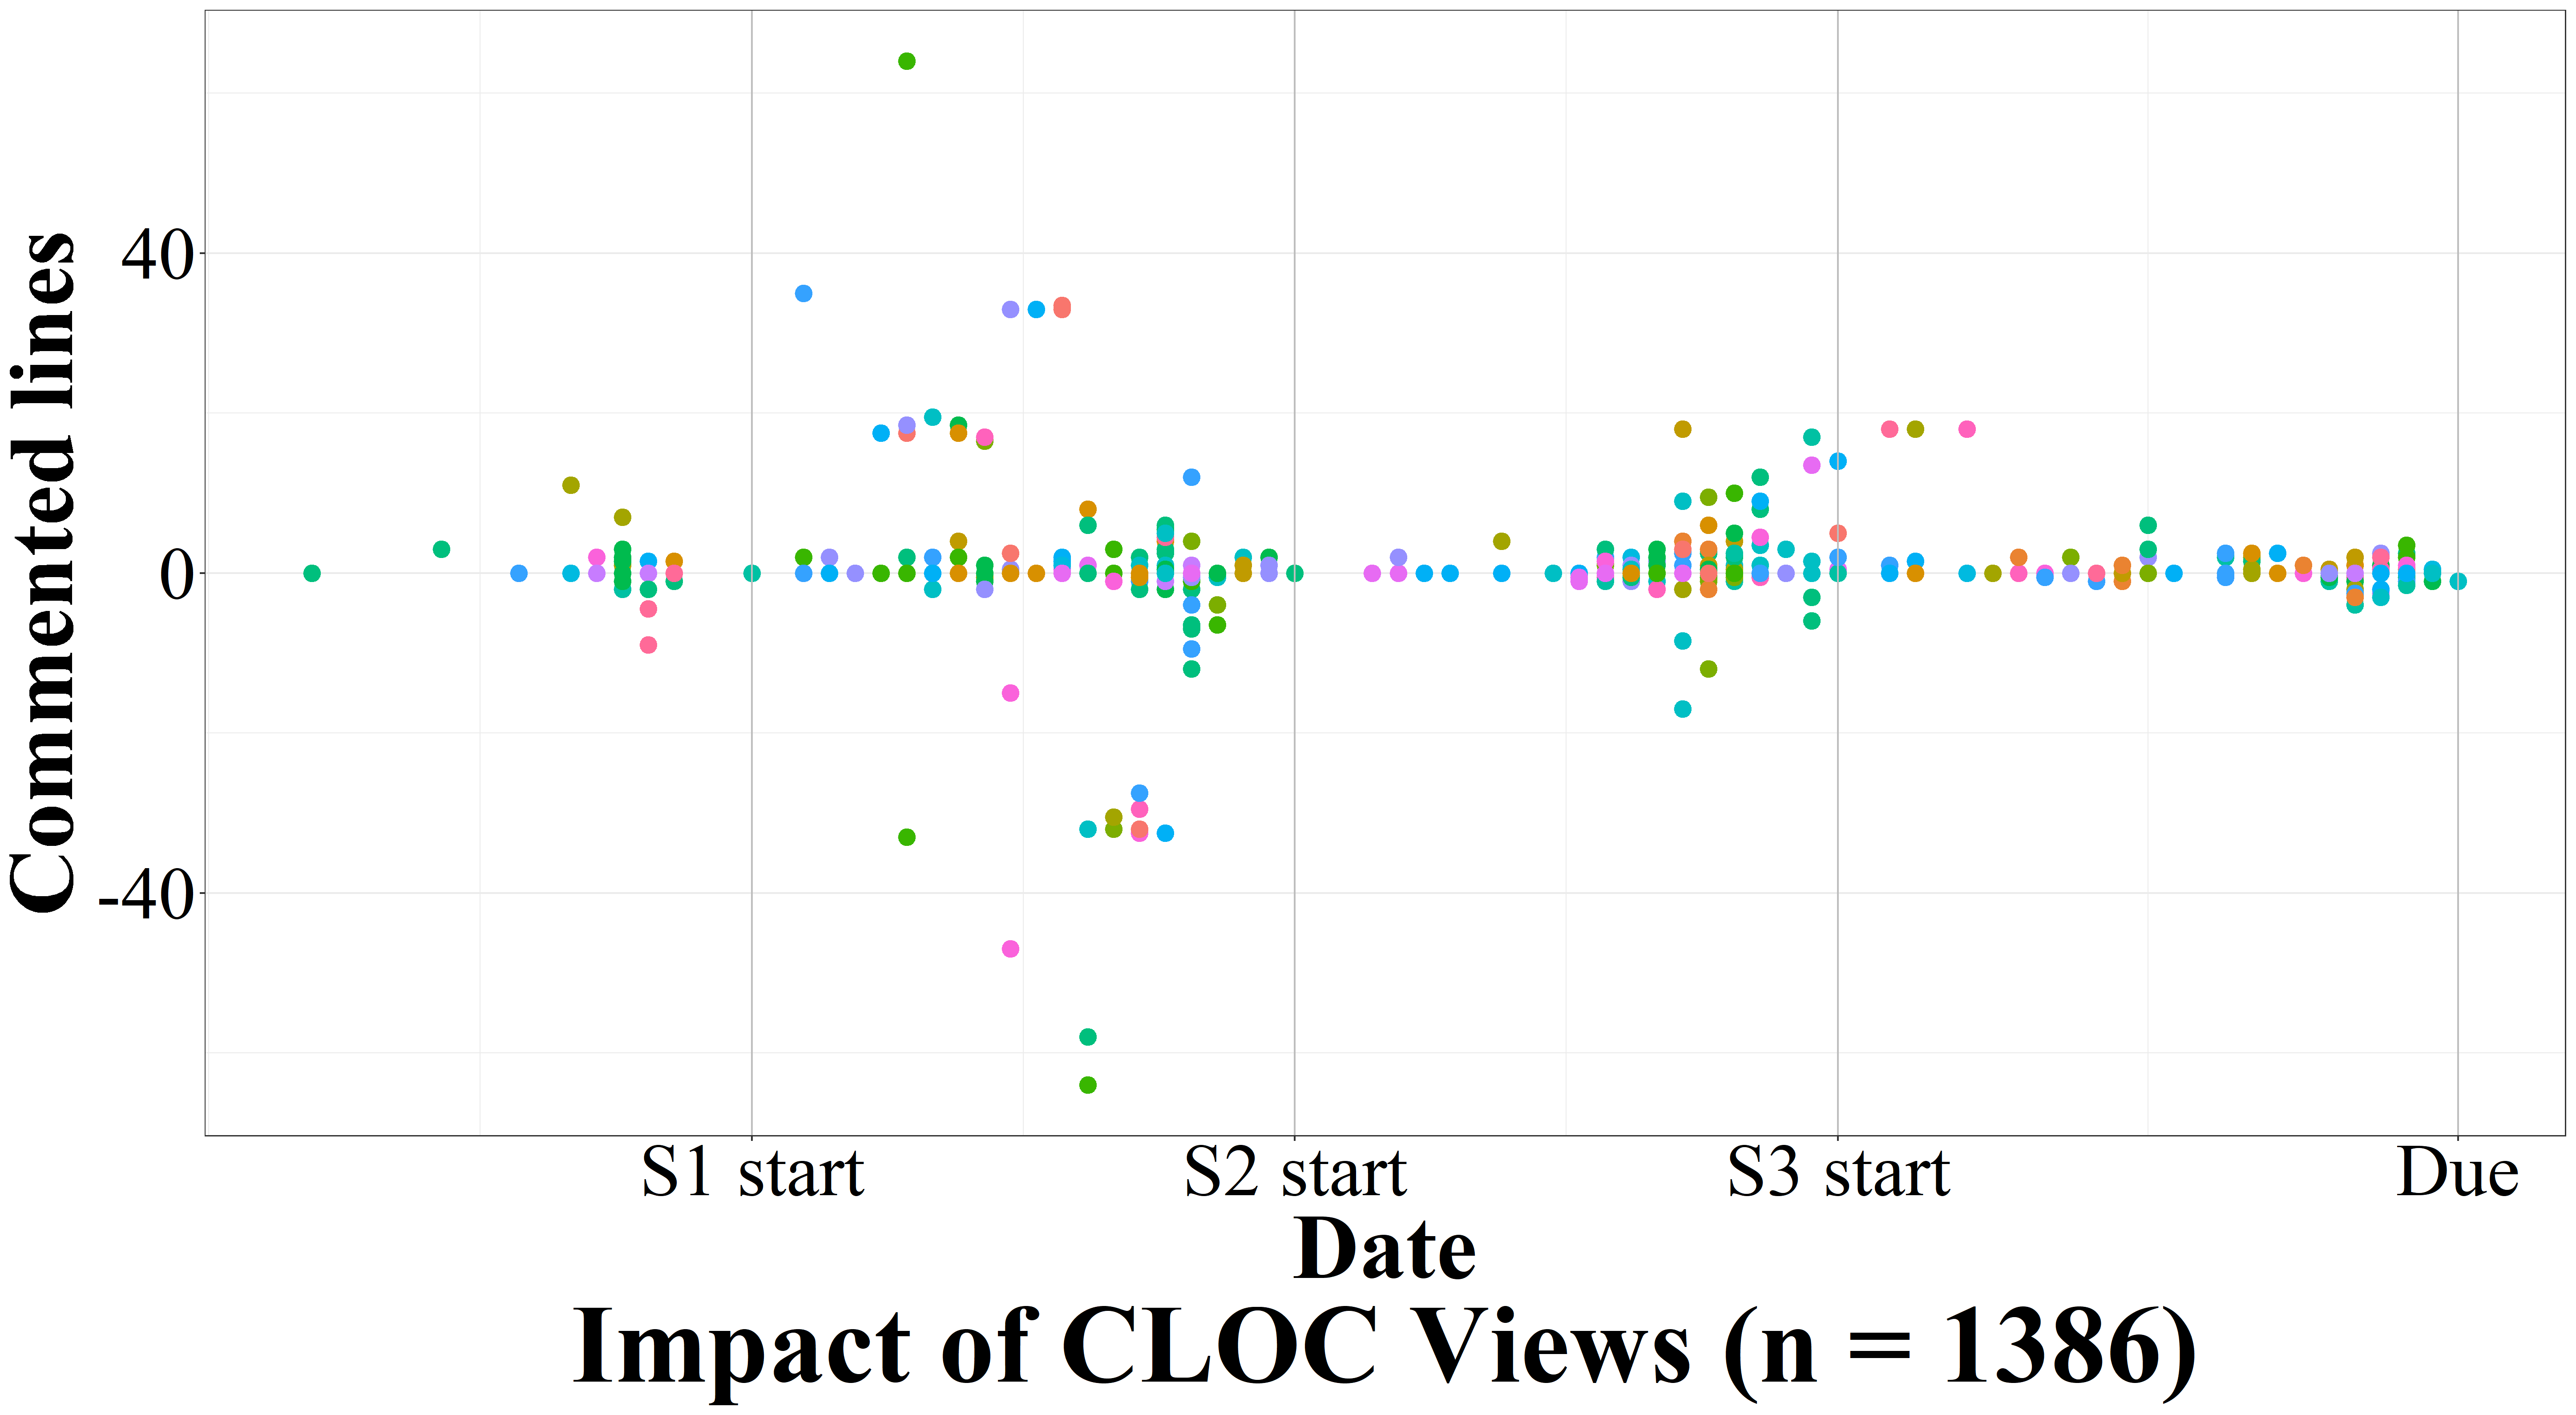 Commented lines
40
0
-40
S1 start
S2 start
S3 start
Due
Date
Impact of CLOC Views (n = 1386)